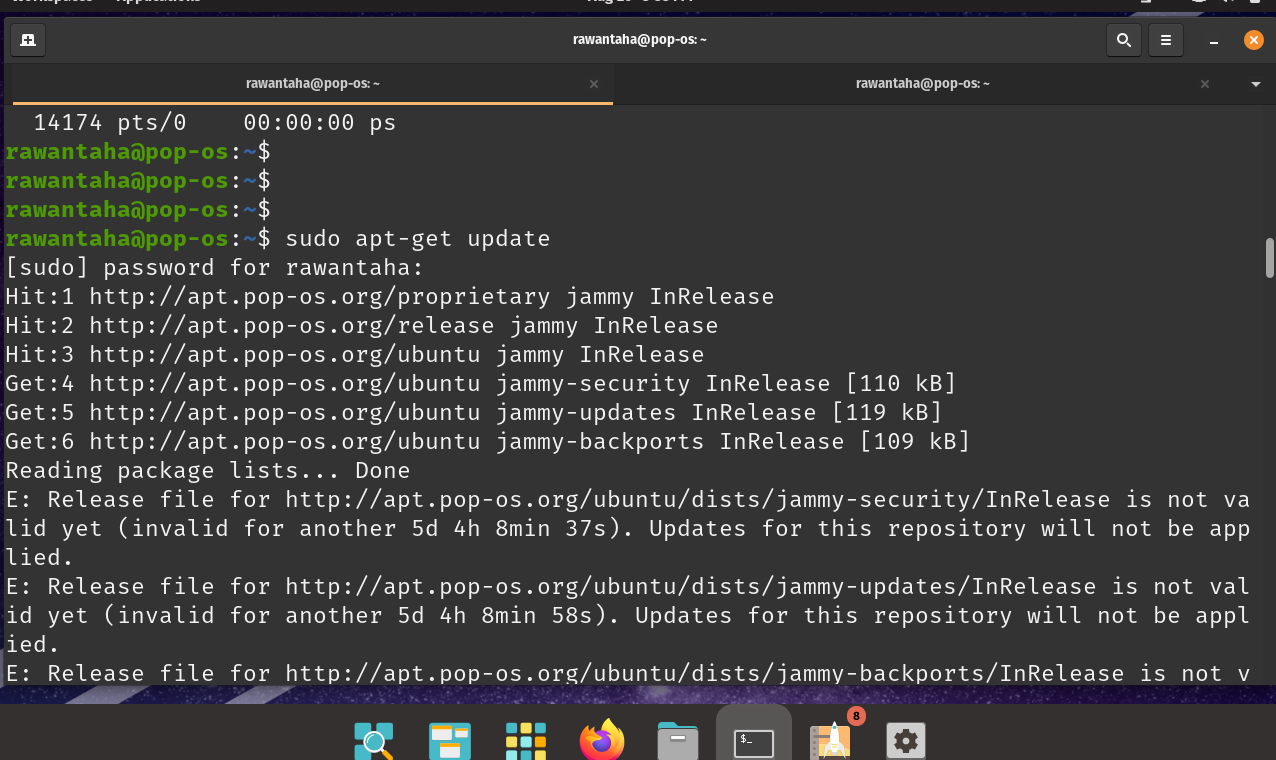 rawantaha@pop-os: ~
rawantaha@pop-os: ~
rawantaha@pop-os: ~
14174 pts/0    00:00:00 ps
rawantaha@pop-os:~$
rawantaha@pop-os:~$
rawantaha@pop-os:~$
rawantaha@pop-os:~$ sudo apt-get update
[sudo] password for rawantaha:
Hit:1 http://apt.pop-os.org/proprietary jammy InRelease
Hit:2 http://apt.pop-os.org/release jammy InRelease
Hit:3 http://apt.pop-os.org/ubuntu jammy InRelease
Get:4 http://apt.pop-os.org/ubuntu jammy-security InRelease [110 kB]
Get:5 http://apt.pop-os.org/ubuntu jammy-updates InRelease [119 kB]
Get:6 http://apt.pop-os.org/ubuntu jammy-backports InRelease [109 kB]
Reading package lists... Done
E: Release file for http://apt.pop-os.org/ubuntu/dists/jammy-security/InRelease is not va
lid yet (invalid for another 5d 4h 8min 37s). Updates for this repository will not be app
lied.
E: Release file for http://apt.pop-os.org/ubuntu/dists/jammy-updates/InRelease is not val
id yet (invalid for another 5d 4h 8min 58s). Updates for this repository will not be appl
ied.
E: Release file for http://apt.pop-os.org/ubuntu/dists/jammy-backports/InRelease is not v
$_
8